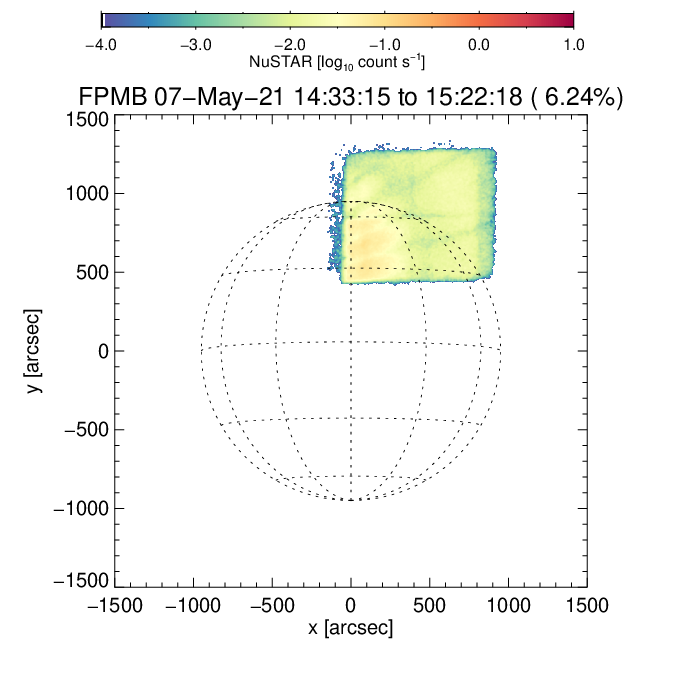 −4.0 −3.0 −2.0 −1.0 0.0 1.0
NuSTAR [log₁₀ count s⁻¹]
FPMB 07−May−21 14:33:15 to 15:22:18 ( 6.24%)
1500
1000
500
0
−500
−1000
−1500
y [arcsec]
−1500 −1000 −500 0 500 1000 1500
x [arcsec]